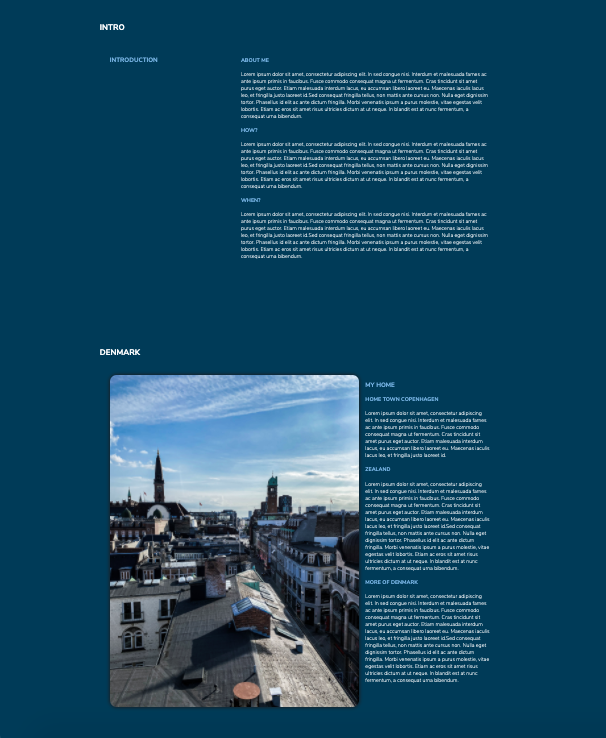 INTRO
INTRODUCTION
ABOUT ME
Lorem ipsum dolor sit amet, consectetur adipiscing elit. In sed congue nisi. Interdum et malesuada fames ac
ante ipsum primis in faucibus. Fusce commodo consequat magna ut fermentum. Cras tincidunt sit amet
purus eget auctor. Etiam malesuada interdum lacus, eu accumsan libero laoreet eu. Maecenas iaculis lacus
leo, et fringilla justo laoreet id.Sed consequat fringilla tellus, non mattis ante cursus non. Nulla eget dignissim
tortor. Phasellus id elit ac ante dictum fringilla. Morbi venenatis ipsum a purus molestie, vitae egestas velit
lobortis. Etiam ac eros sit amet risus ultricies dictum at ut neque. In blandit est at nunc fermentum, a
consequat urna bibendum.
HOW?
Lorem ipsum dolor sit amet, consectetur adipiscing elit. In sed congue nisi. Interdum et malesuada fames ac
ante ipsum primis in faucibus. Fusce commodo consequat magna ut fermentum. Cras tincidunt sit amet
purus eget auctor. Etiam malesuada interdum lacus, eu accumsan libero laoreet eu. Maecenas iaculis lacus
leo, et fringilla justo laoreet id.Sed consequat fringilla tellus, non mattis ante cursus non. Nulla eget dignissim
tortor. Phasellus id elit ac ante dictum fringilla. Morbi venenatis ipsum a purus molestie, vitae egestas velit
lobortis. Etiam ac eros sit amet risus ultricies dictum at ut neque. In blandit est at nunc fermentum, a
consequat urna bibendum.
WHEN?
Lorem ipsum dolor sit amet, consectetur adipiscing elit. In sed congue nisi. Interdum et malesuada fames ac
ante ipsum primis in faucibus. Fusce commodo consequat magna ut fermentum. Cras tincidunt sit amet
purus eget auctor. Etiam malesuada interdum lacus, eu accumsan libero laoreet eu. Maecenas iaculis lacus
leo, et fringilla justo laoreet id.Sed consequat fringilla tellus, non mattis ante cursus non. Nulla eget dignissim
tortor. Phasellus id elit ac ante dictum fringilla. Morbi venenatis ipsum a purus molestie, vitae egestas velit
lobortis. Etiam ac eros sit amet risus ultricies dictum at ut neque. In blandit est at nunc fermentum, a
consequat urna bibendum.
DENMARK
MY HOME
HOME TOWN COPENHAGEN
Lorem ipsum dolor sit amet, consectetur adipiscing
elit. In sed congue nisi. Interdum et malesuada fames
ac ante ipsum primis in faucibus. Fusce commodo
consequat magna ut fermentum. Cras tincidunt sit
amet purus eget auctor. Etiam malesuada interdum
lacus, eu accumsan libero laoreet eu. Maecenas iaculis
lacus leo, et fringilla justo laoreet id.
ZEALAND
Lorem ipsum dolor sit amet, consectetur adipiscing
elit. In sed congue nisi. Interdum et malesuada fames
ac ante ipsum primis in faucibus. Fusce commodo
consequat magna ut fermentum. Cras tincidunt sit
amet purus eget auctor. Etiam malesuada interdum
lacus, eu accumsan libero laoreet eu. Maecenas iaculis
lacus leo, et fringilla justo laoreet id.Sed consequat
fringilla tellus, non mattis ante cursus non. Nulla eget
dignissim tortor. Phasellus id elit ac ante dictum
fringilla. Morbi venenatis ipsum a purus molestie, vitae
egestas velit lobortis. Etiam ac eros sit amet risus
ultricies dictum at ut neque. In blandit est at nunc
fermentum, a consequat urna bibendum.
MORE OF DENMARK
Lorem ipsum dolor sit amet, consectetur adipiscing
elit. In sed congue nisi. Interdum et malesuada fames
ac ante ipsum primis in faucibus. Fusce commodo
consequat magna ut fermentum. Cras tincidunt sit
amet purus eget auctor. Etiam malesuada interdum
lacus, eu accumsan libero laoreet eu. Maecenas iaculis
lacus leo, et fringilla justo laoreet id.Sed consequat
fringilla tellus, non mattis ante cursus non. Nulla eget
dignissim tortor. Phasellus id elit ac ante dictum
fringilla. Morbi venenatis ipsum a purus molestie, vitae
egestas velit lobortis. Etiam ac eros sit amet risus
ultricies dictum at ut neque. In blandit est at nunc
fermentum, a consequat urna bibendum.